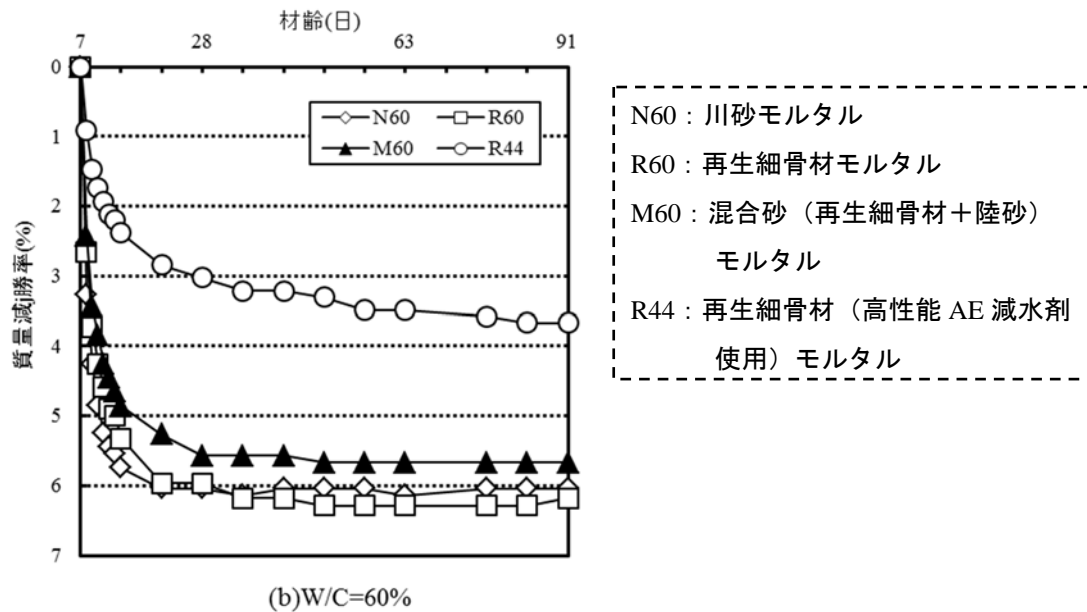 材齢(日)
7 28 63 91
0
1
2
3
4
5
6
7
質量減j勝率(%)
N60 R60
M60 R44
(b)W/C=60%
N60：川砂モルタル
R60：再生細骨材モルタル
M60：混合砂（再生細骨材＋陸砂）
モルタル
R44：再生細骨材（高性能 AE 減水剤
使用）モルタル